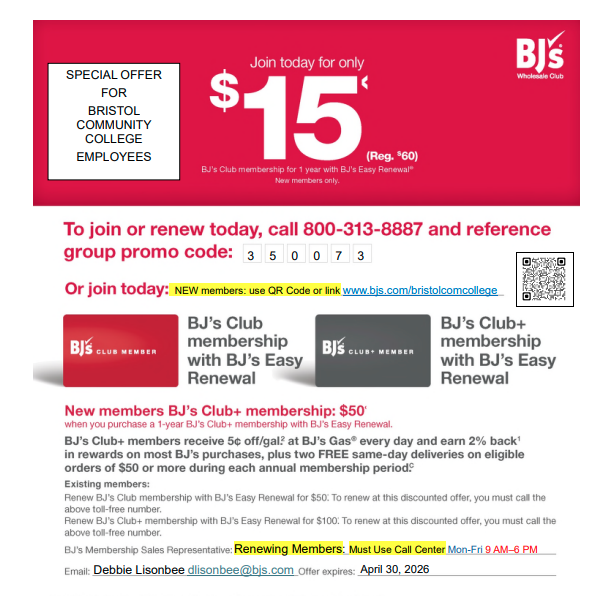 Join today for only
BJ's
Wholesale Club
SPECIAL OFFER
FOR
BRISTOL
COMMUNITY
COLLEGE
EMPLOYEES
$15‹
(Reg. $60)
BJ's Club membership for 1 year with BJ's Easy Renewal®
New members only.
To join or renew today, call 800-313-8887 and reference
group promo code: 3 5 0 0 7 3
Or join today: NEW members: use QR Code or link www.bjs.com/bristolcomcollege
BJ's CLUB MEMBER
BJ's Club
membership
with BJ's Easy
Renewal
BJ's CLUB+ MEMBER
BJ's Club+
membership
with BJ's Easy
Renewal
New members BJ's Club+ membership: $50‹
when you purchase a 1-year BJ's Club+ membership with BJ's Easy Renewal.
BJ's Club+ members receive 5¢ off/gal.² at BJ's Gas® every day and earn 2% back¹
in rewards on most BJ's purchases, plus two FREE same-day deliveries on eligible
orders of $50 or more during each annual membership period.
Existing members:
Renew BJ's Club membership with BJ's Easy Renewal for $50. To renew at this discounted offer, you must call the
above toll-free number.
Renew BJ's Club+ membership with BJ's Easy Renewal for $100. To renew at this discounted offer, you must call the
above toll-free number.
BJ's Membership Sales Representative: Renewing Members: Must Use Call Center Mon-Fri 9 AM–6 PM
Email: Debbie Lisonbee dlisonbee@bjs.com Offer expires: April 30, 2026